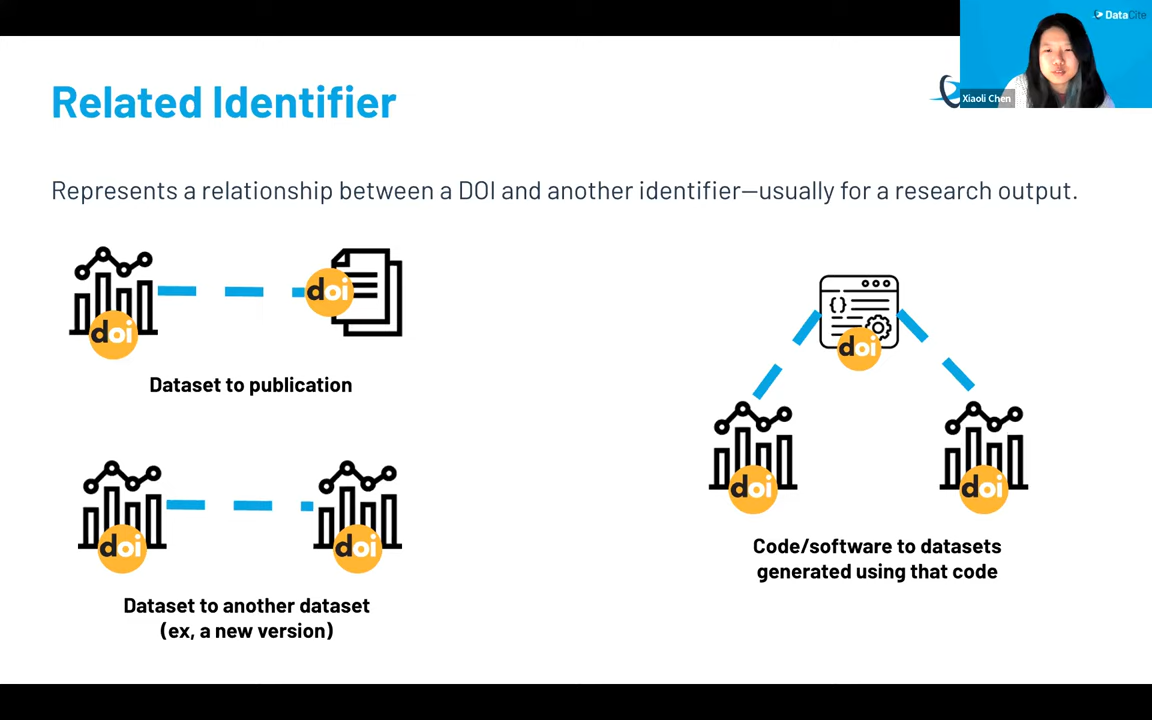 DataCite
Xiaoli Chen
Related Identifier
Represents a relationship between a DOI and another identifier—usually for a research output.
doi
doi
Dataset to publication
doi
doi
Dataset to another dataset
(ex, a new version)
doi
doi
doi
Code/software to datasets
generated using that code